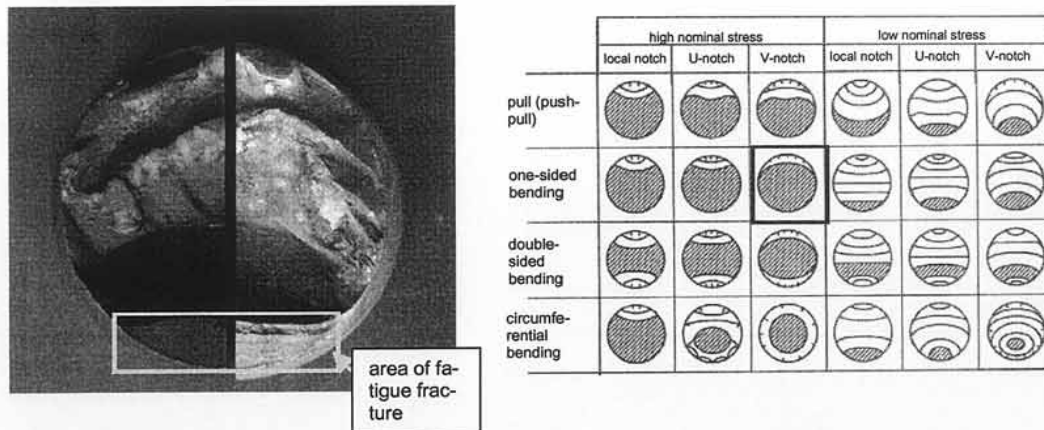 area of fa-
tigue frac-
ture
high nominal stress low nominal stress
local notch U-notch V-notch local notch U-notch V-notch
pull (push-
pull)
one-sided
bending
double-
sided
bending
circumfe-
rential
bending